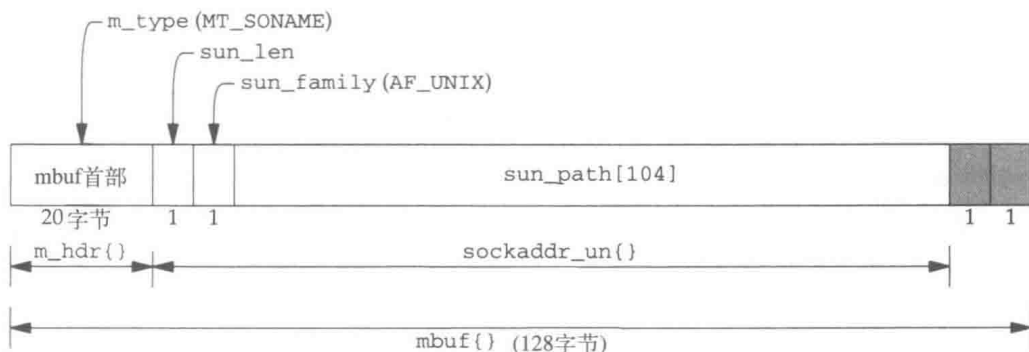 m_type (MT_SONAME)
sun_len
sun_family (AF_UNIX)
mbuf首部
sun_path[104]
20字节 1 1 1 1
m_hdr{} sockaddr_un{}
mbuf{} (128字节)